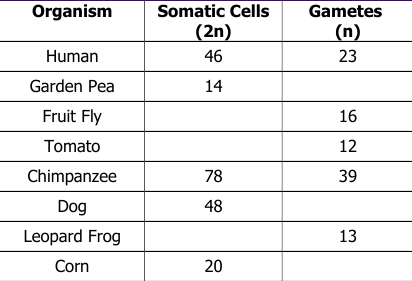 Organism Somatic Cells (2n) Gametes (n)
Human 46 23
Garden Pea 14
Fruit Fly 16
Tomato 12
Chimpanzee 78 39
Dog 48
Leopard Frog 13
Corn 20